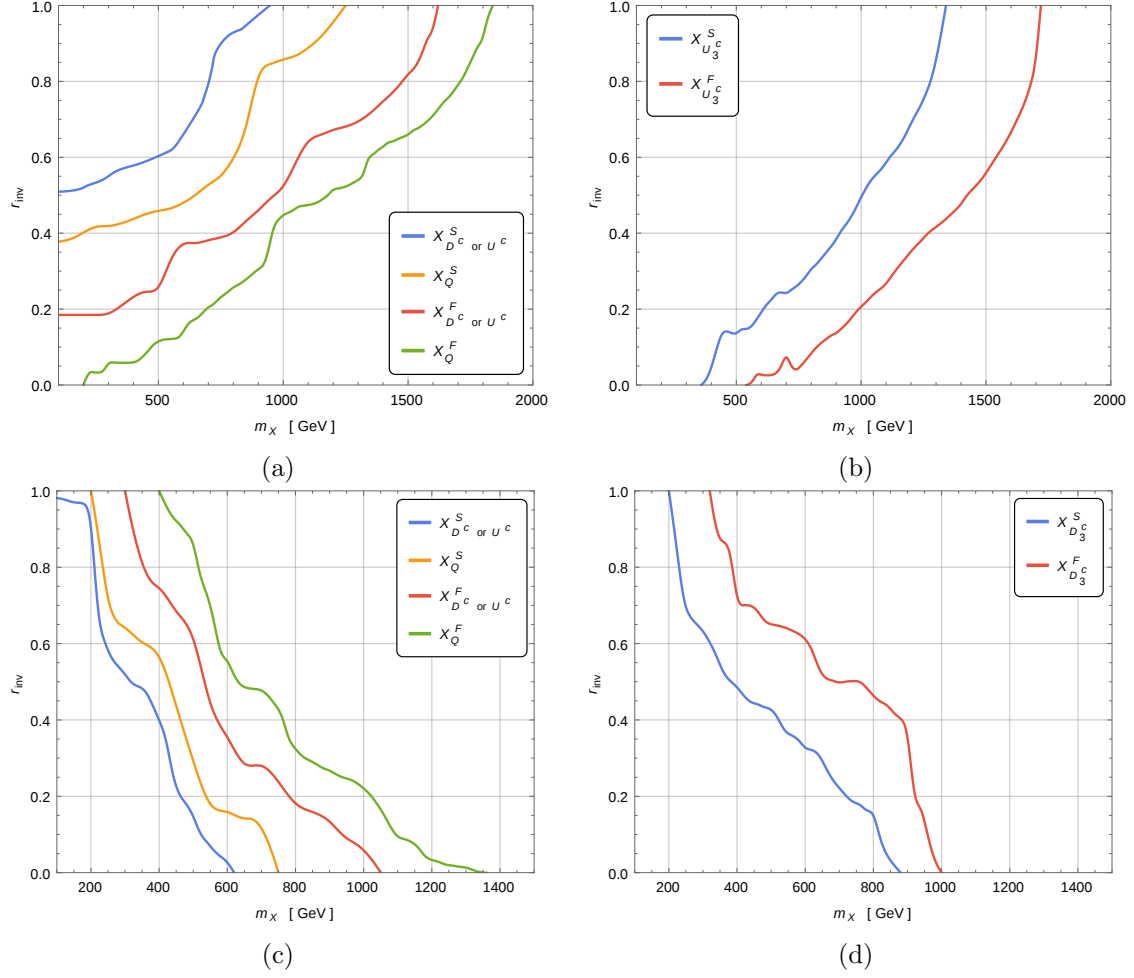 1.0
0.8
0.6
0.4
0.2
0.0
r_inv
500 1000 1500 2000
m_X [ GeV ]
X^S_{D^c or U^c}
X^S_Q
X^F_{D^c or U^c}
X^F_Q
(a)
1.0
0.8
0.6
0.4
0.2
0.0
r_inv
500 1000 1500 2000
m_X [ GeV ]
X^S_{U_3^c}
X^F_{U_3^c}
(b)
1.0
0.8
0.6
0.4
0.2
0.0
r_inv
200 400 600 800 1000 1200 1400
m_X [ GeV ]
X^S_{D^c or U^c}
X^S_Q
X^F_{D^c or U^c}
X^F_Q
(c)
1.0
0.8
0.6
0.4
0.2
0.0
r_inv
200 400 600 800 1000 1200 1400
m_X [ GeV ]
X^S_{D_3^c}
X^F_{D_3^c}
(d)